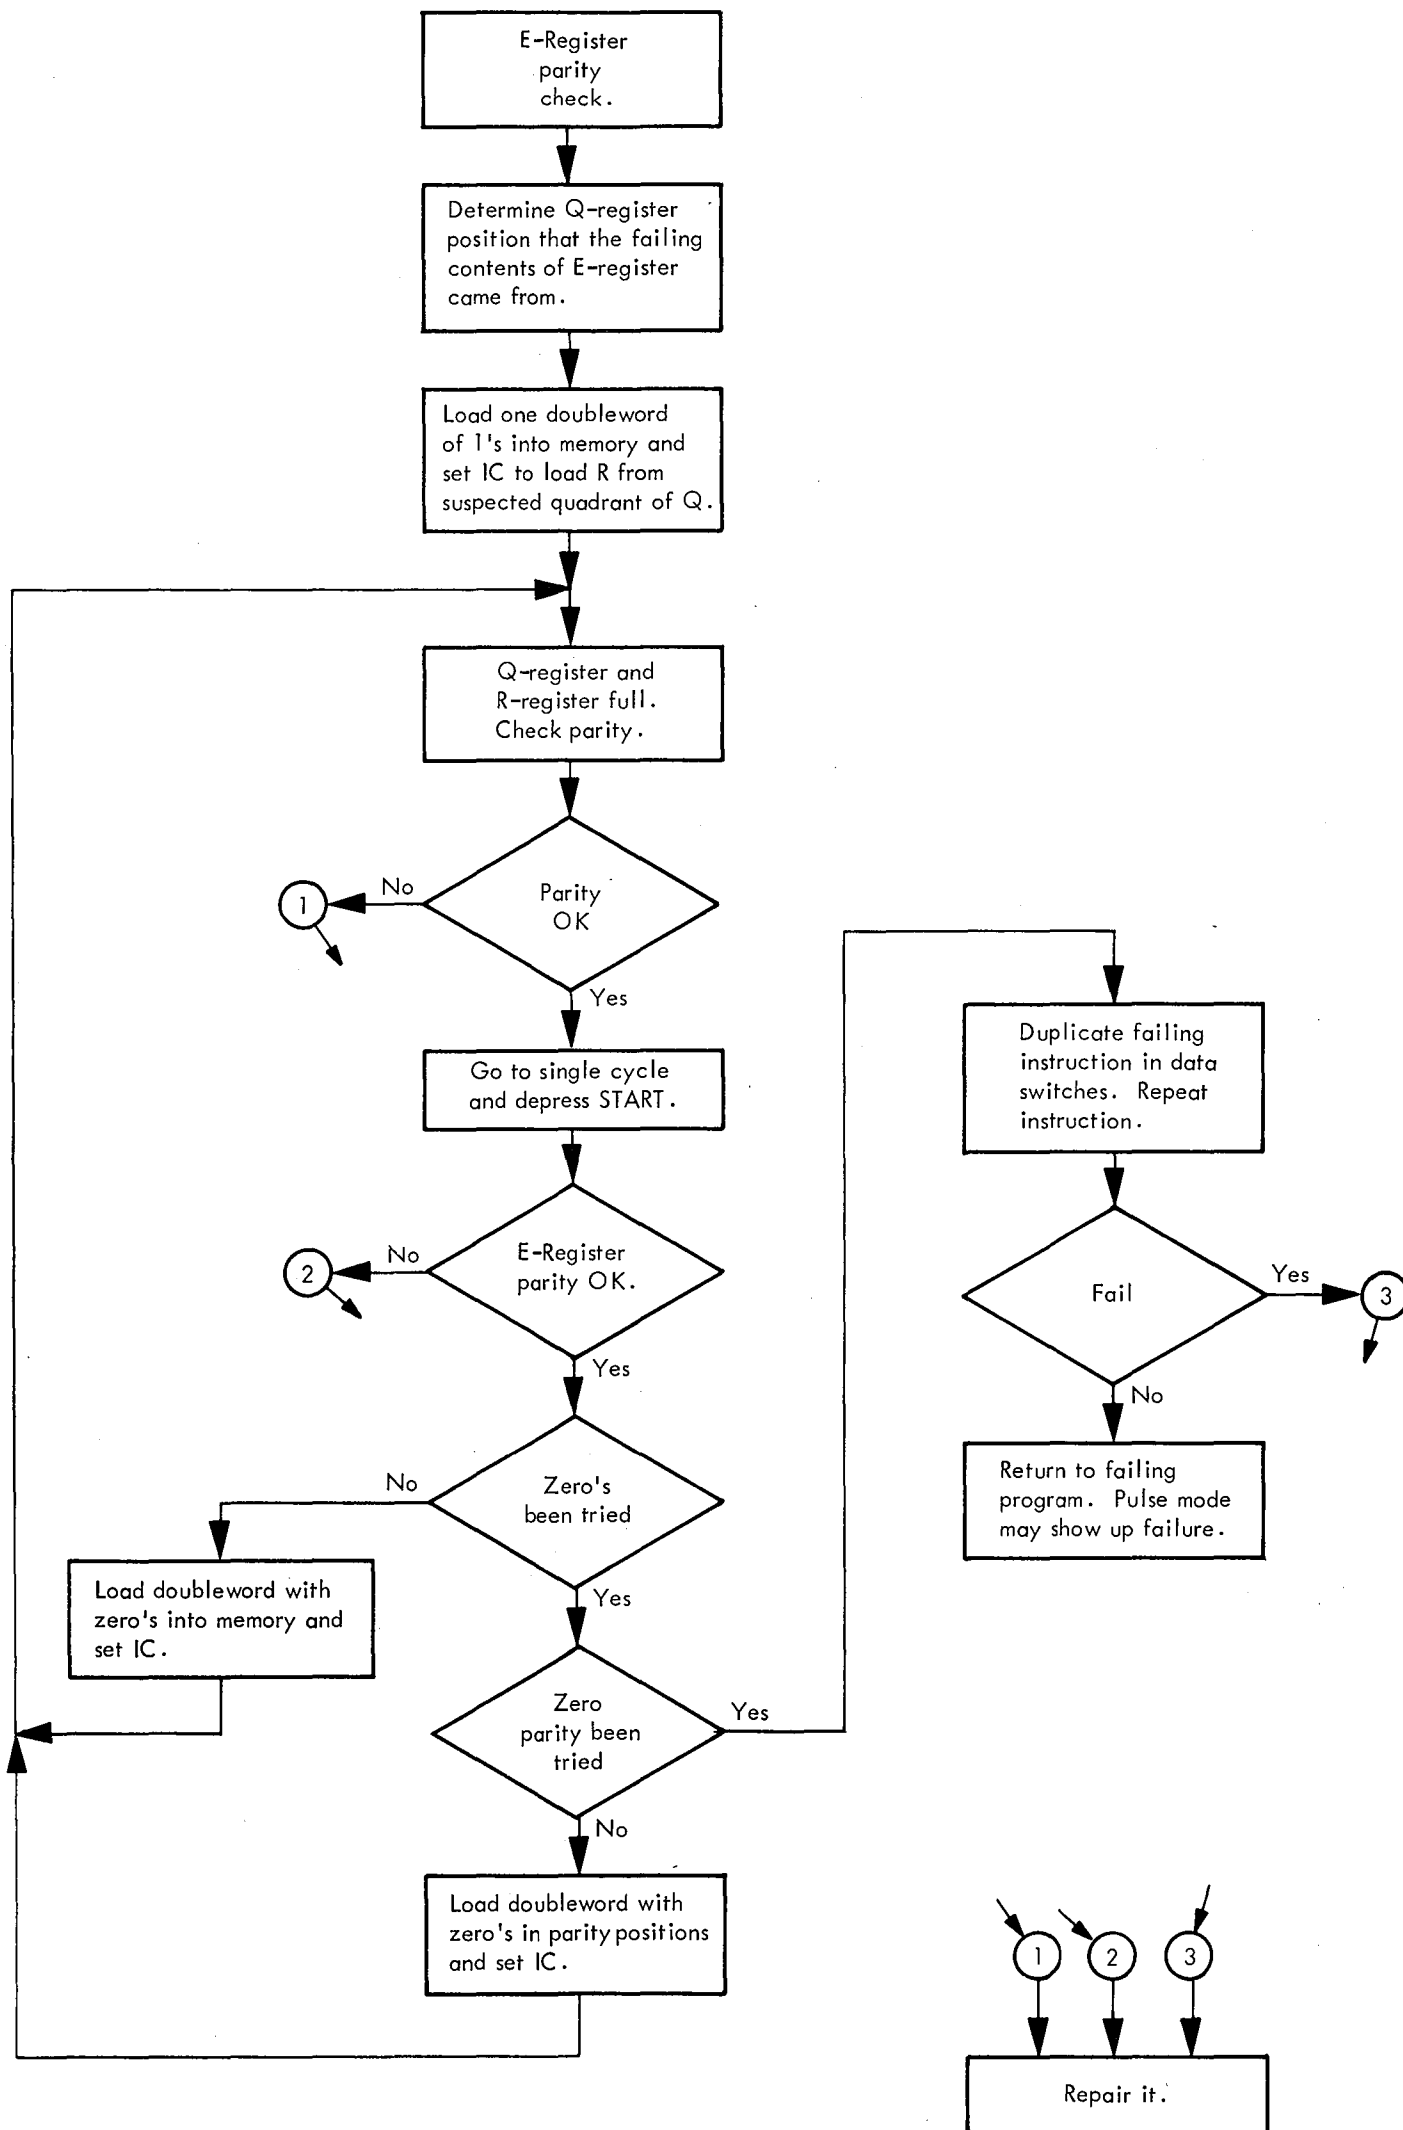 E-Register
parity
check.
Determine Q-register
position that the failing
contents of E-register
came from.
Load one doubleword
of 1's into memory and
set IC to load R from
suspected quadrant of Q.
Q-register and
R-register full.
Check parity.
Parity
OK
No
1
Yes
Go to single cycle
and depress START.
E-Register
parity OK.
No
2
Yes
Zero's
been tried
No
Load doubleword with
zero's into memory and
set IC.
Yes
Zero
parity been
tried
Yes
No
Load doubleword with
zero's in parity positions
and set IC.
Duplicate failing
instruction in data
switches. Repeat
instruction.
Fail
Yes
3
No
Return to failing
program. Pulse mode
may show up failure.
1
2
3
Repair it.